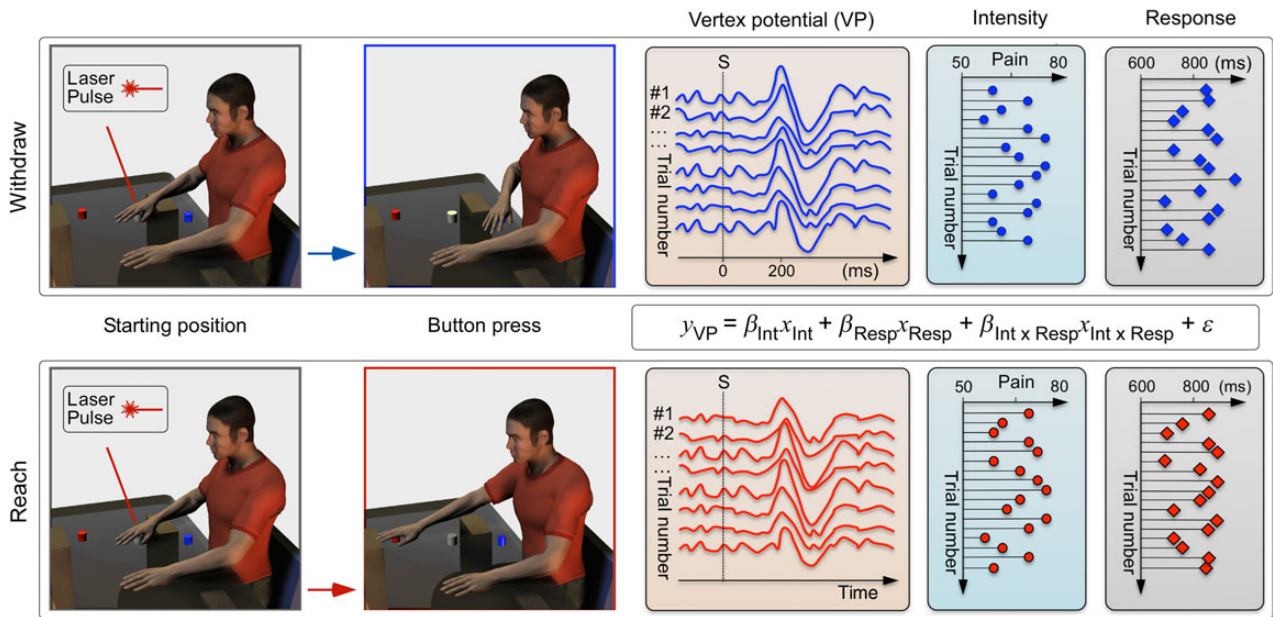 Vertex potential (VP)
Intensity
Response
Withdraw
Laser
Pulse
S
#1
#2
...
...
Trial number
0
200
(ms)
Pain
50
80
Trial number
600
800
(ms)
Trial number
Starting position
Button press
y_VP = β_Int x_Int + β_Resp x_Resp + β_Int x Resp x_Int x Resp + ε
Reach
Laser
Pulse
S
#1
#2
...
...
Trial number
Time
Pain
50
80
Trial number
600
800
(ms)
Trial number